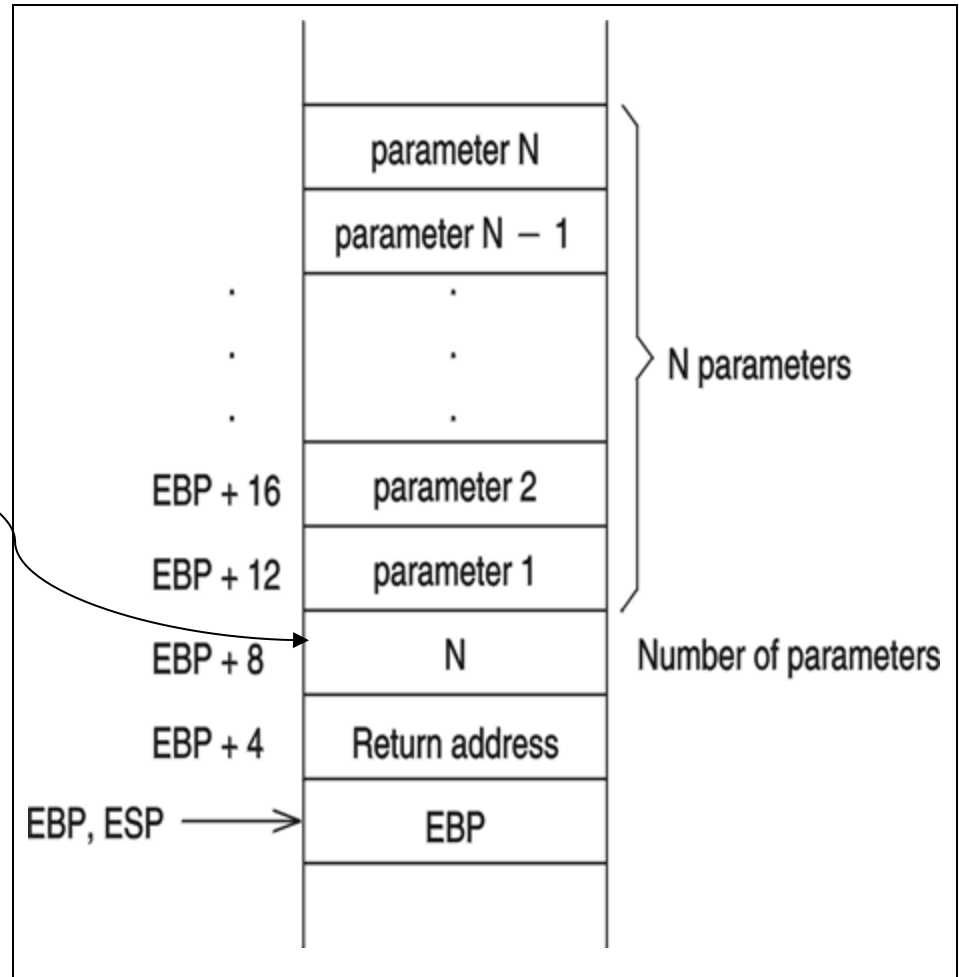 parameter N
parameter N − 1
. .
. .
. .
N parameters
EBP + 16 parameter 2
EBP + 12 parameter 1
EBP + 8 N Number of parameters
EBP + 4 Return address
EBP, ESP EBP